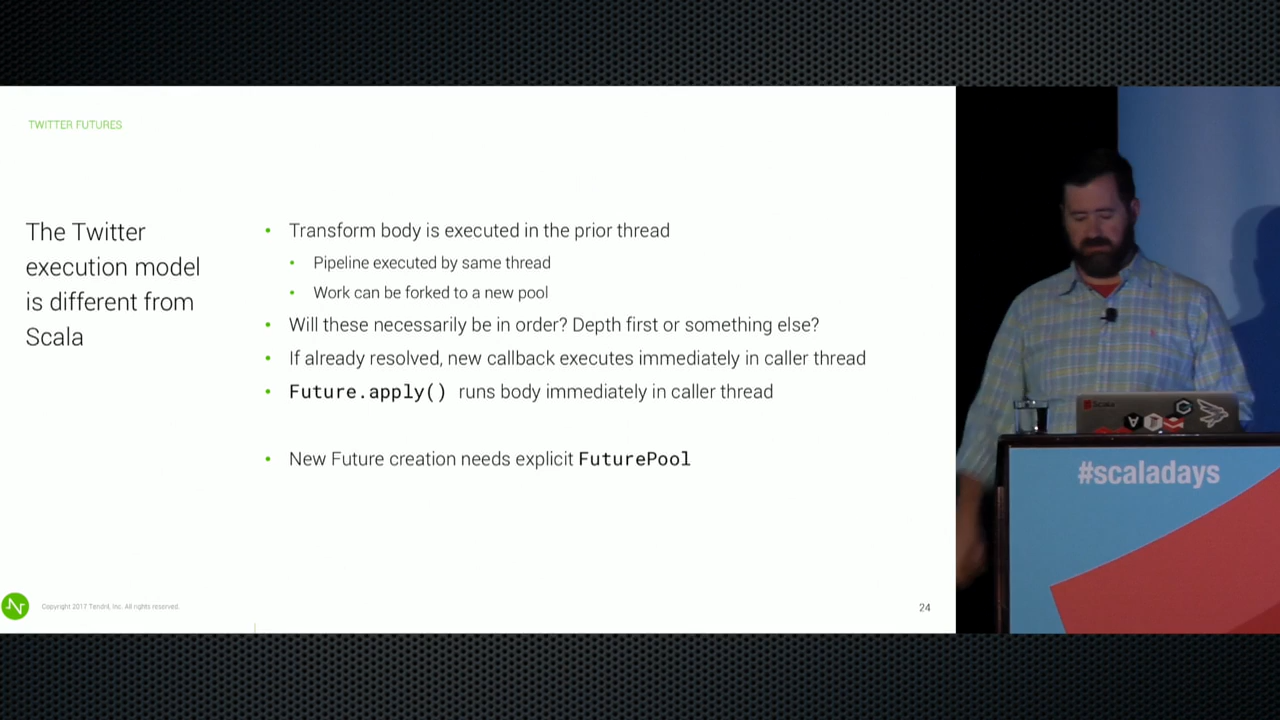 TWITTER FUTURES
The Twitter
execution model
is different from
Scala
• Transform body is executed in the prior thread
• Pipeline executed by same thread
• Work can be forked to a new pool
• Will these necessarily be in order? Depth first or something else?
• If already resolved, new callback executes immediately in caller thread
• Future.apply() runs body immediately in caller thread
• New Future creation needs explicit FuturePool
Copyright 2017 Tendril, Inc. All rights reserved.
24
Scala
#scaladays